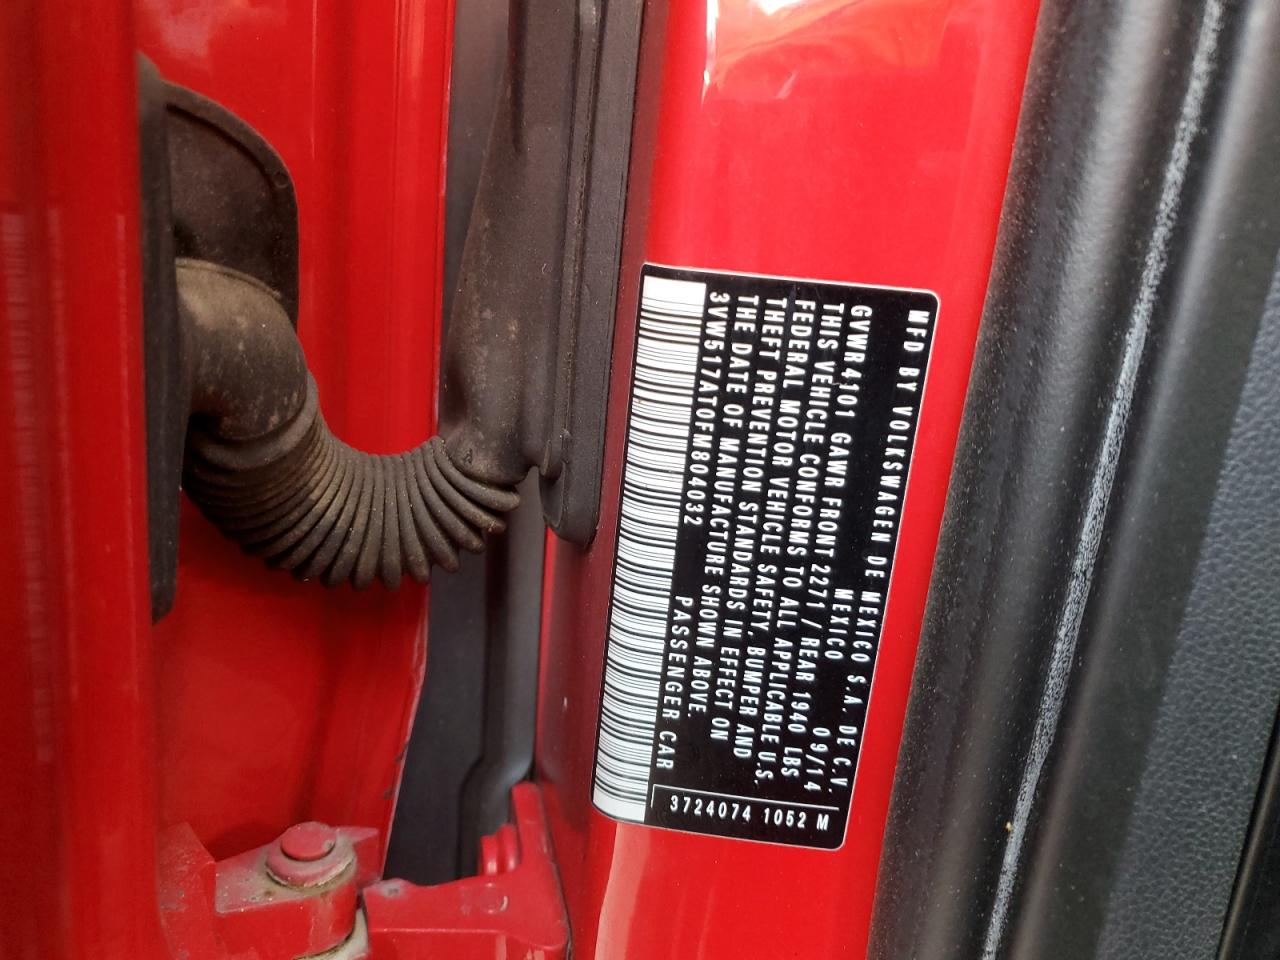 MFD BY VOLKSWAGEN DE MEXICO S.A. DE C.V.
MEXICO 09/14
GVWR 4101 GAWR FRONT 2271 / REAR 1940 LBS
THIS VEHICLE CONFORMS TO ALL APPLICABLE U.S.
FEDERAL MOTOR VEHICLE SAFETY, BUMPER AND
THEFT PREVENTION STANDARDS IN EFFECT ON
THE DATE OF MANUFACTURE SHOWN ABOVE.
3VW517AT0FM804032 PASSENGER CAR
3724074 1052 M